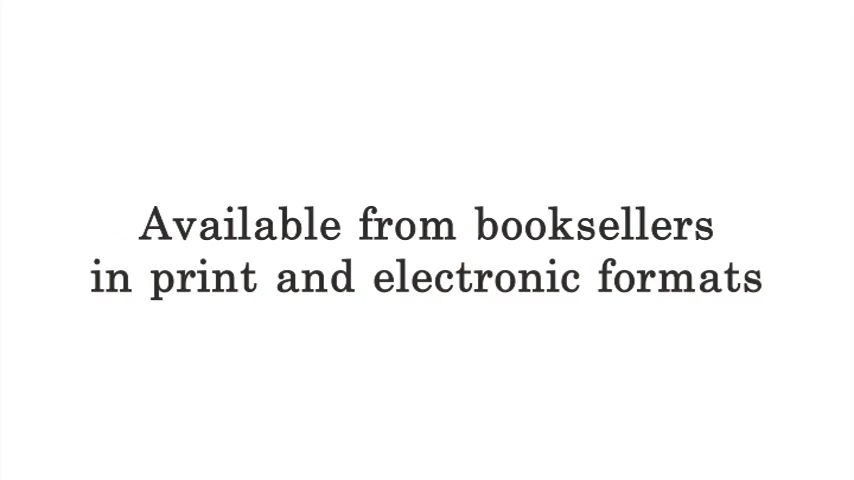 Available from booksellers
in print and electronic formats